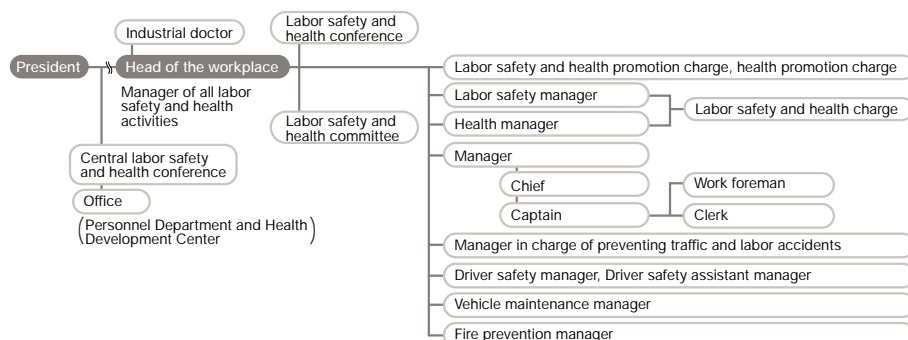 Labor safety and
health conference
Industrial doctor
President
Head of the workplace
Manager of all labor
safety and health
activities
Labor safety and
health committee
Central labor safety
and health conference
Office
(Personnel Department and Health
Development Center)
Labor safety and health promotion charge, health promotion charge
Labor safety manager
Labor safety and health charge
Health manager
Manager
Chief
Work foreman
Captain
Clerk
Manager in charge of preventing traffic and labor accidents
Driver safety manager, Driver safety assistant manager
Vehicle maintenance manager
Fire prevention manager